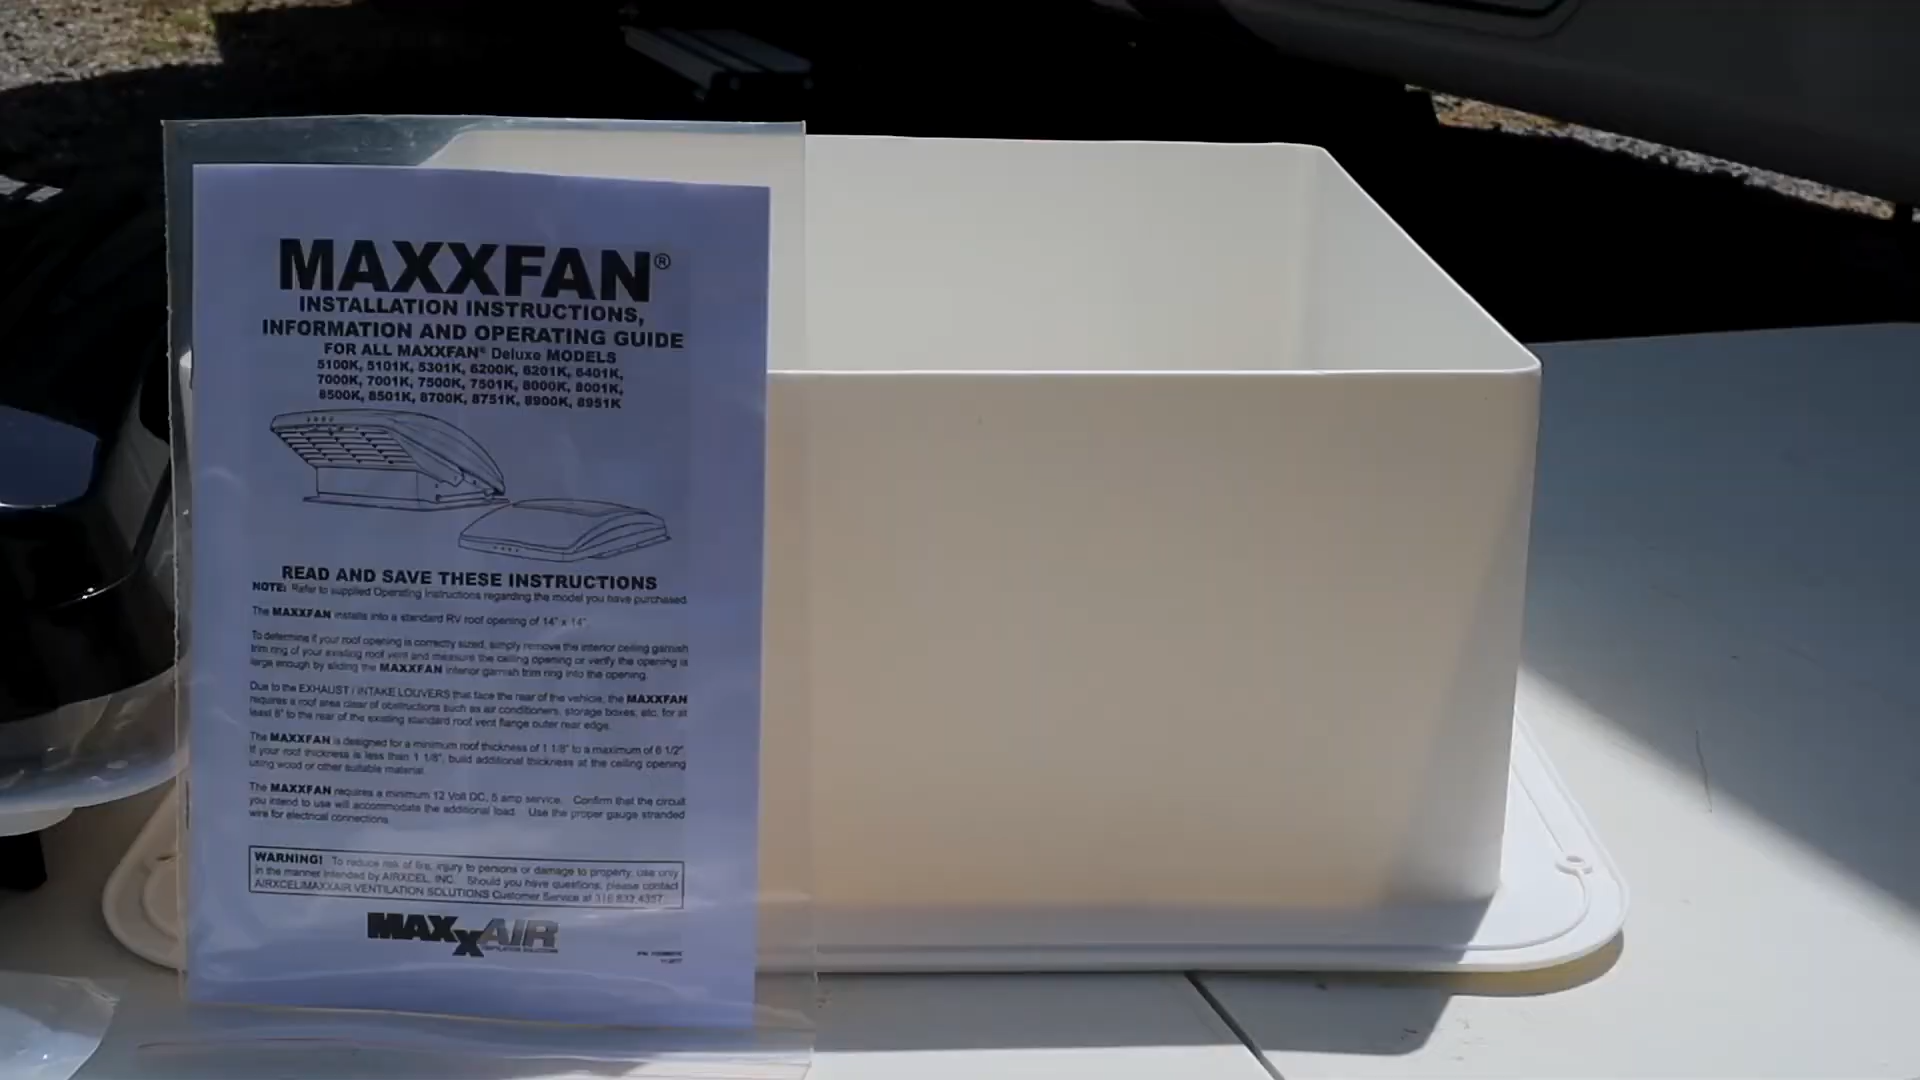 MAXXFAN®
INSTALLATION INSTRUCTIONS,
INFORMATION AND OPERATING GUIDE
FOR ALL MAXXFAN® Deluxe MODELS
5100K, 5101K, 5301K, 6200K, 6201K, 6401K,
7000K, 7001K, 7500K, 7501K, 8000K, 8001K,
8500K, 8501K, 8700K, 8751K, 8900K, 8951K
READ AND SAVE THESE INSTRUCTIONS
NOTE: Refer to supplied Operating Instructions regarding the model you have purchased.
The MAXXFAN installs into a standard RV roof opening of 14" x 14".
To determine if your roof opening is correctly sized, simply remove the interior ceiling garnish
trim ring of your existing roof vent and measure the ceiling opening or verify the opening is
large enough by sliding the MAXXFAN interior garnish trim ring into the opening.
Due to the EXHAUST / INTAKE LOUVERS that face the rear of the vehicle, the MAXXFAN
requires a roof area clear of obstructions such as air conditioners, storage boxes, etc. for at
least 8" to the rear of the existing standard roof vent flange outer rear edge.
The MAXXFAN is designed for a minimum roof thickness of 1 1/8" to a maximum of 6 1/2"
If your roof thickness is less than 1 1/8", build additional thickness at the ceiling opening
using wood or other suitable material.
The MAXXFAN requires a minimum 12 Volt DC, 5 amp service. Confirm that the circuit
you intend to use will accommodate the additional load. Use the proper gauge stranded
wire for electrical connections.
WARNING! To reduce risk of fire, injury to persons or damage to property, use only
in the manner intended by AIRXCEL, INC. Should you have questions, please contact
AIRXCEL/MAXXAIR VENTILATION SOLUTIONS Customer Service at 316.832.4357
MAXXAIR
VENTILATION SOLUTIONS